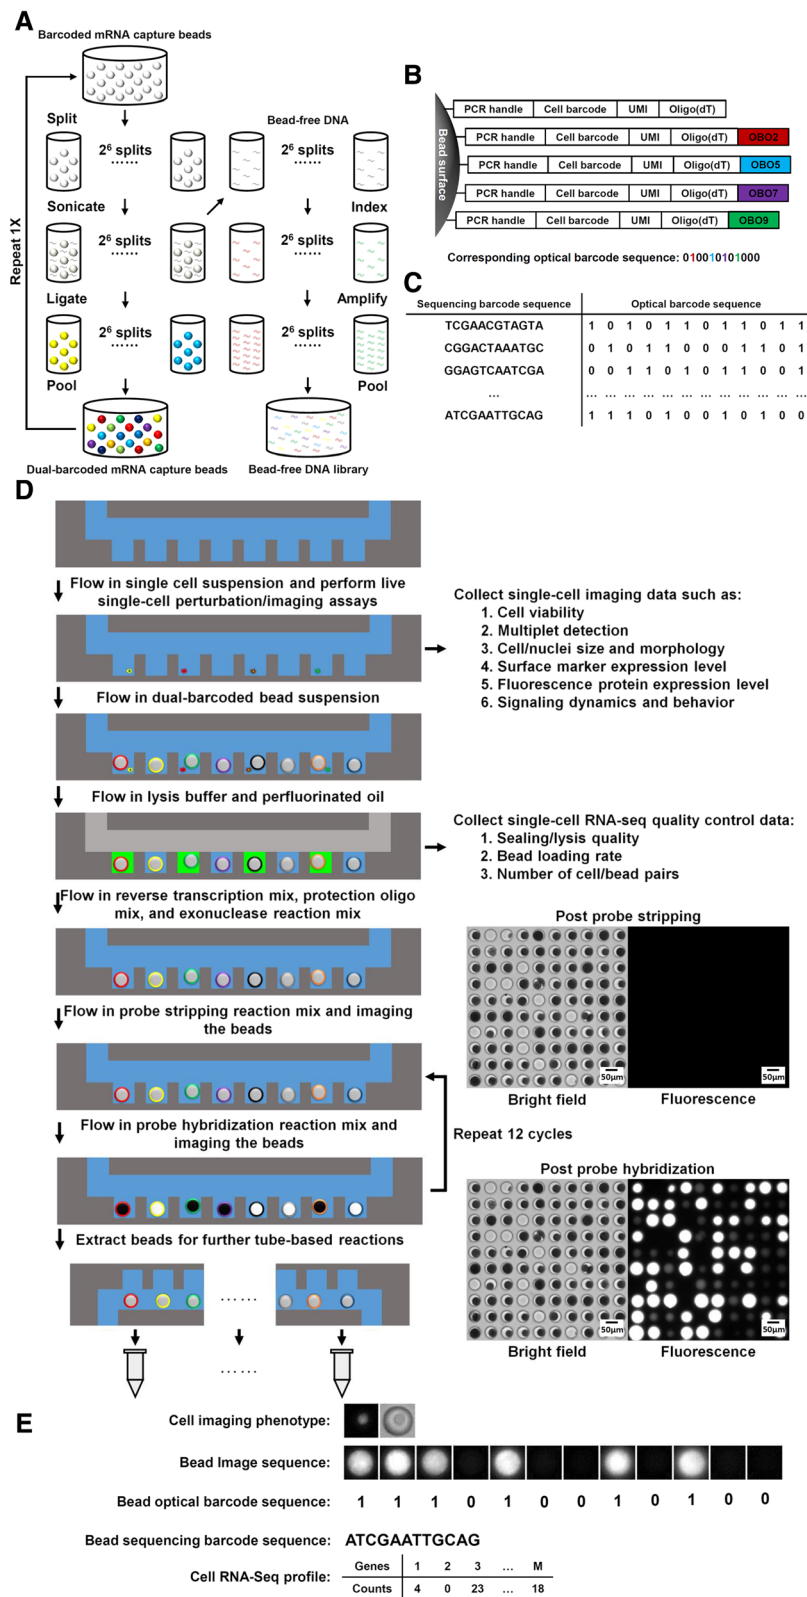 A
Barcoded mRNA capture beads
Split
Bead-free DNA
2⁶ splits
......
2⁶ splits
......
Sonicate
Index
2⁶ splits
......
2⁶ splits
......
Repeat 1X
Ligate
Amplify
2⁶ splits
......
2⁶ splits
......
Pool
Pool
Dual-barcoded mRNA capture beads
Bead-free DNA library
B
Bead surface
PCR handle Cell barcode UMI Oligo(dT)
PCR handle Cell barcode UMI Oligo(dT) OBO2
PCR handle Cell barcode UMI Oligo(dT) OBO5
PCR handle Cell barcode UMI Oligo(dT) OBO7
PCR handle Cell barcode UMI Oligo(dT) OBO9
Corresponding optical barcode sequence: 010010101000
C
Sequencing barcode sequence Optical barcode sequence
TCGAACGTAGTA 1 0 1 0 1 1 0 1 1 0 1 1
CGGACTAAATGC 0 1 0 1 1 0 0 0 1 1 0 1
GGAGTCAATCGA 0 0 1 1 0 1 0 1 1 0 0 1
... ... ... ... ... ... ... ... ... ... ... ... ...
ATCGAATTGCAG 1 1 1 0 1 0 0 1 0 1 0 0
D
Flow in single cell suspension and perform live
single-cell perturbation/imaging assays
Collect single-cell imaging data such as:
1. Cell viability
2. Multiplet detection
3. Cell/nuclei size and morphology
4. Surface marker expression level
5. Fluorescence protein expression level
6. Signaling dynamics and behavior
Flow in dual-barcoded bead suspension
Flow in lysis buffer and perfluorinated oil
Collect single-cell RNA-seq quality control data:
1. Sealing/lysis quality
2. Bead loading rate
3. Number of cell/bead pairs
Flow in reverse transcription mix, protection oligo
mix, and exonuclease reaction mix
Post probe stripping
50μm
50μm
Bright field Fluorescence
Flow in probe stripping reaction mix and imaging
the beads
Flow in probe hybridization reaction mix and
imaging the beads
Repeat 12 cycles
Post probe hybridization
50μm
50μm
Bright field Fluorescence
Extract beads for further tube-based reactions
......
......
E
Cell imaging phenotype:
Bead Image sequence:
Bead optical barcode sequence: 1 1 1 0 1 0 0 1 0 1 0 0
Bead sequencing barcode sequence: ATCGAATTGCAG
Cell RNA-Seq profile:
Genes 1 2 3 ... M
Counts 4 0 23 ... 18